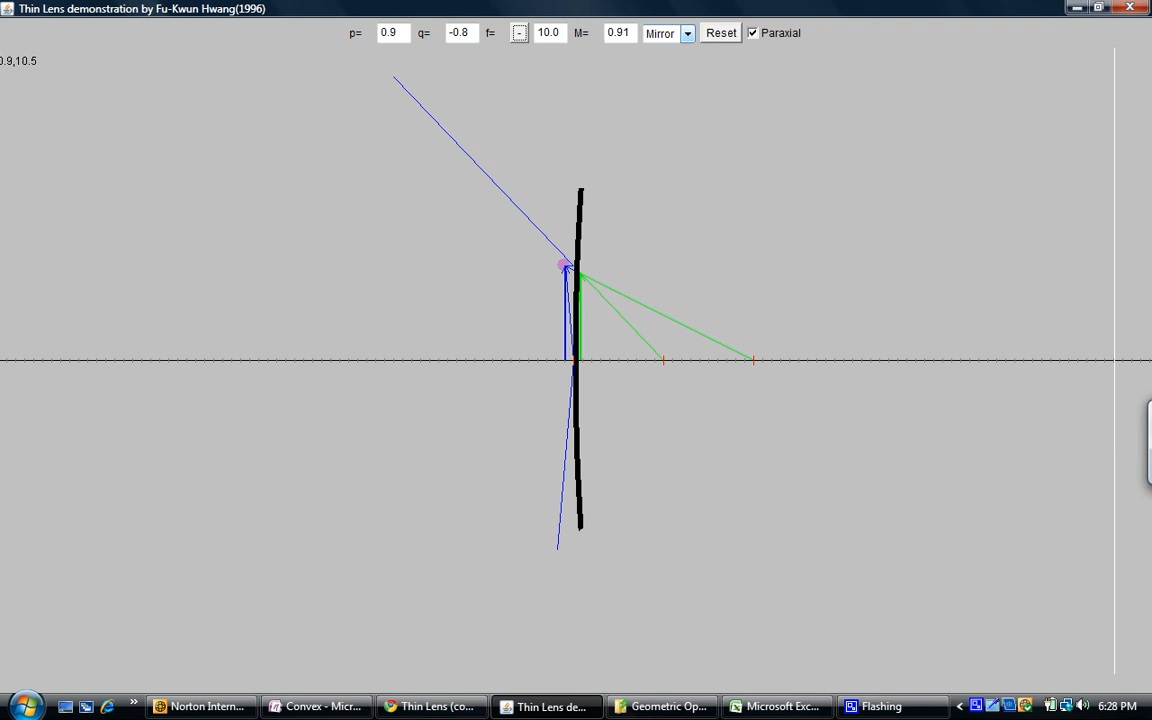 Thin Lens demonstration by Fu-Kwun Hwang(1996)
p= 0.9 q= -0.8 f= - 10.0 M= 0.91 Mirror Reset Paraxial
0.9,10.5
» Norton Intern... Convex - Micr... Thin Lens (co... Thin Lens de... Geometric Op... Microsoft Exc... Flashing < 6:28 PM